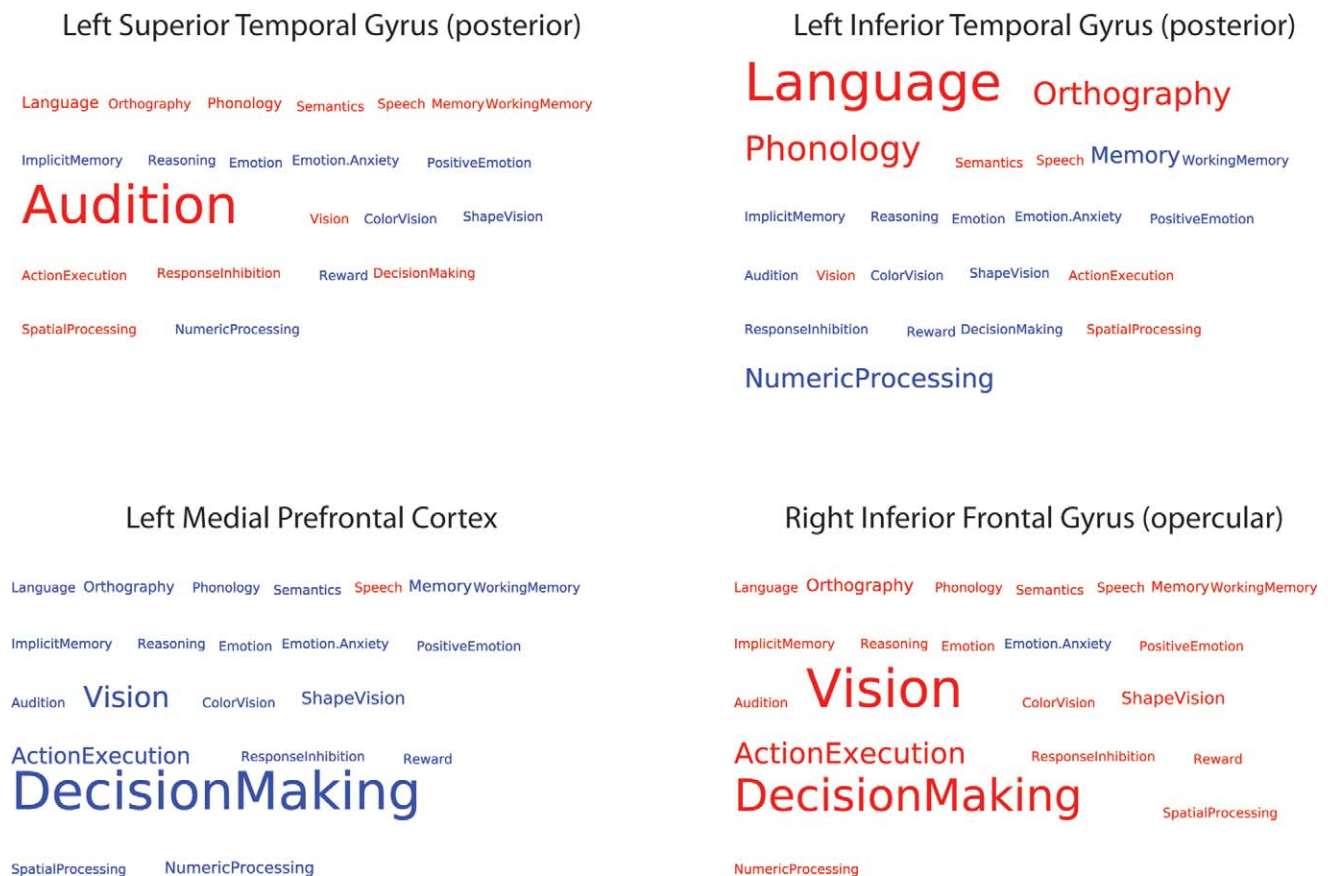 Left Superior Temporal Gyrus (posterior)
Language Orthography Phonology Semantics Speech Memory WorkingMemory
ImplicitMemory Reasoning Emotion Emotion.Anxiety PositiveEmotion
Audition Vision ColorVision ShapeVision
ActionExecution ResponseInhibition Reward DecisionMaking
SpatialProcessing NumericProcessing
Left Inferior Temporal Gyrus (posterior)
Language Orthography
Phonology Semantics Speech Memory WorkingMemory
ImplicitMemory Reasoning Emotion Emotion.Anxiety PositiveEmotion
Audition Vision ColorVision ShapeVision ActionExecution
ResponseInhibition Reward DecisionMaking SpatialProcessing
NumericProcessing
Left Medial Prefrontal Cortex
Language Orthography Phonology Semantics Speech Memory WorkingMemory
ImplicitMemory Reasoning Emotion Emotion.Anxiety PositiveEmotion
Audition Vision ColorVision ShapeVision
ActionExecution ResponseInhibition Reward
DecisionMaking
SpatialProcessing NumericProcessing
Right Inferior Frontal Gyrus (opercular)
Language Orthography Phonology Semantics Speech Memory WorkingMemory
ImplicitMemory Reasoning Emotion Emotion.Anxiety PositiveEmotion
Audition Vision ColorVision ShapeVision
ActionExecution ResponseInhibition Reward
DecisionMaking SpatialProcessing
NumericProcessing